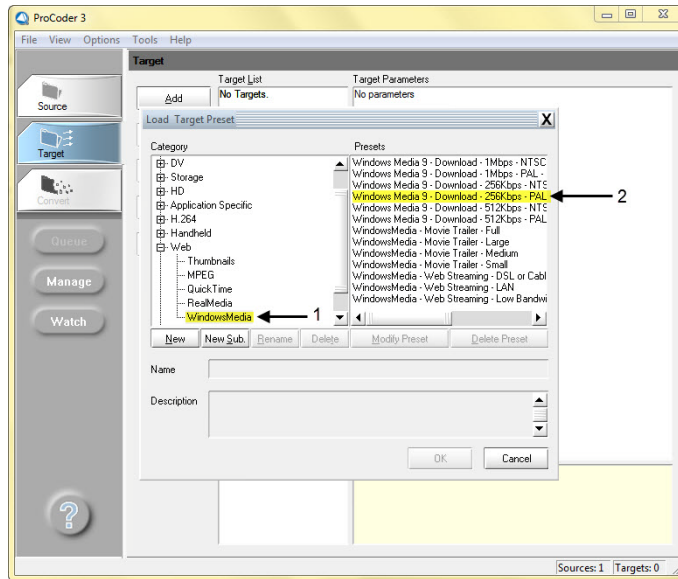 ProCoder 3
File View Options Tools Help
Target
Source
Target
Convert
Queue
Manage
Watch
Target List
Target Parameters
Add
No Targets.
No parameters
Load Target Preset
X
Category
DV
Storage
HD
Application Specific
H.264
Handheld
Web
Thumbnails
MPEG
QuickTime
RealMedia
WindowsMedia
1
Presets
Windows Media 9 - Download - 1Mbps - NTSC
Windows Media 9 - Download - 1Mbps - PAL -
Windows Media 9 - Download - 256Kbps - NTS
Windows Media 9 - Download - 256Kbps - PAL
2
Windows Media 9 - Download - 512Kbps - NTS
Windows Media 9 - Download - 512Kbps - PAL
WindowsMedia - Movie Trailer - Full
WindowsMedia - Movie Trailer - Large
WindowsMedia - Movie Trailer - Medium
WindowsMedia - Movie Trailer - Small
WindowsMedia - Web Streaming - DSL or Cabl
WindowsMedia - Web Streaming - LAN
WindowsMedia - Web Streaming - Low Bandwi
New New Sub. Rename Delete Modify Preset Delete Preset
Name
Description
OK Cancel
?
Sources: 1 Targets: 0